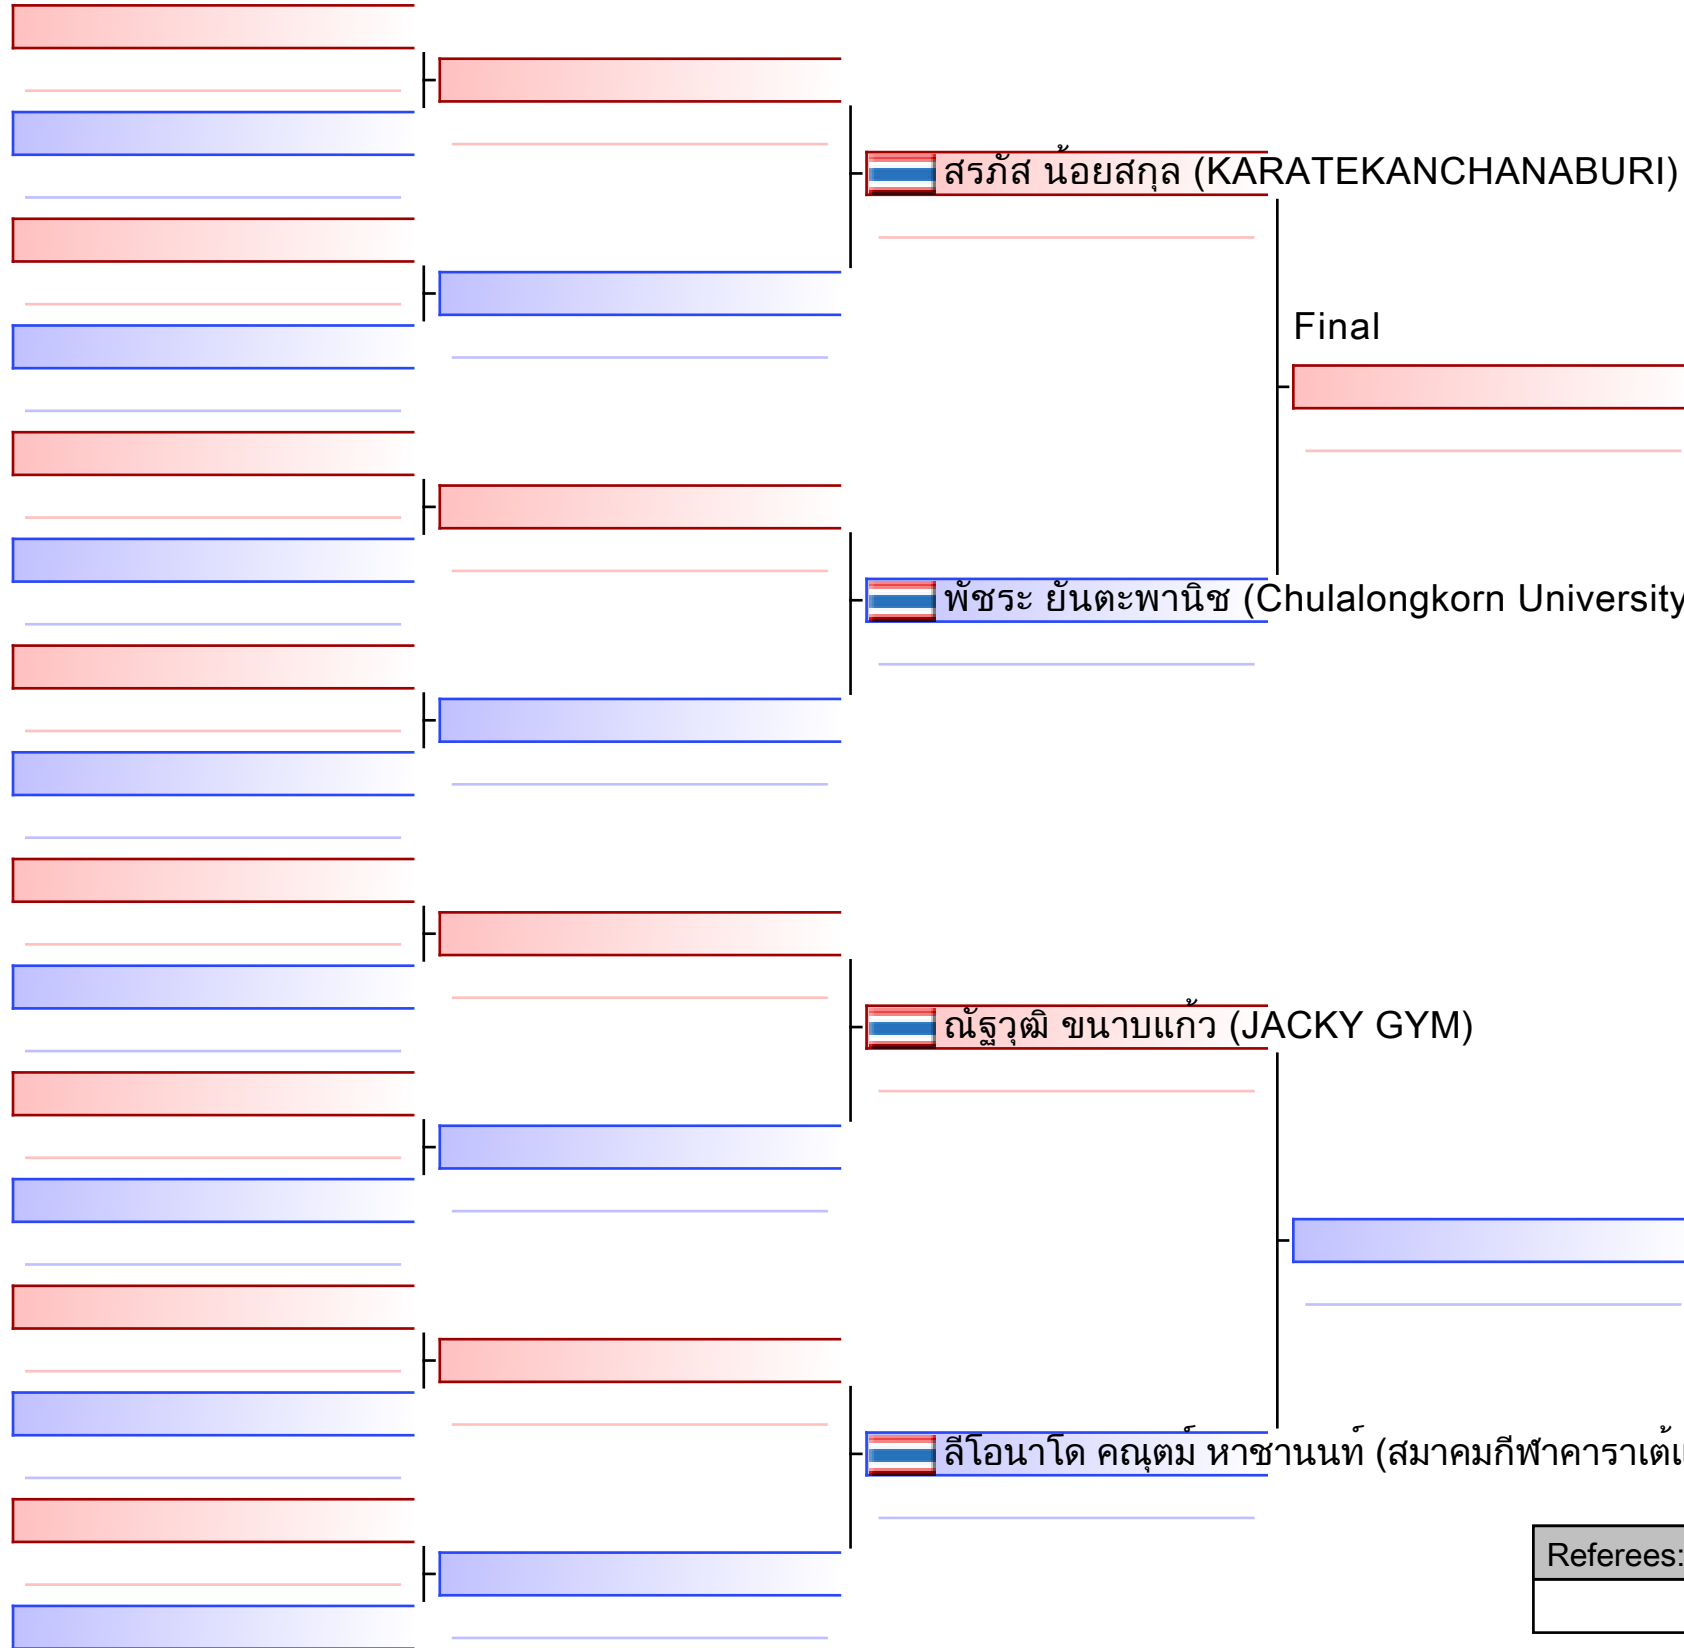 สรภัส น้อยสกุล (KARATEKANCHANABURI)
Final
พัชระ ยันตะพานิช (Chulalongkorn University
ณัฐวุฒิ ขนาบแก้ว (JACKY GYM)
ลีโอนาโด คณุตม์ หาชานนท์ (สมาคมกีฬาคาราเต้
Referees: